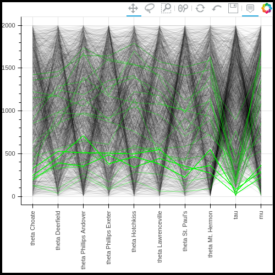 2000
1500
1000
500
0
theta Choate
theta Deerfield
theta Phillips Andover
theta Phillips Exeter
theta Hotchkiss
theta Lawrenceville
theta St. Paul's
theta Mt. Hermon
tau
mu